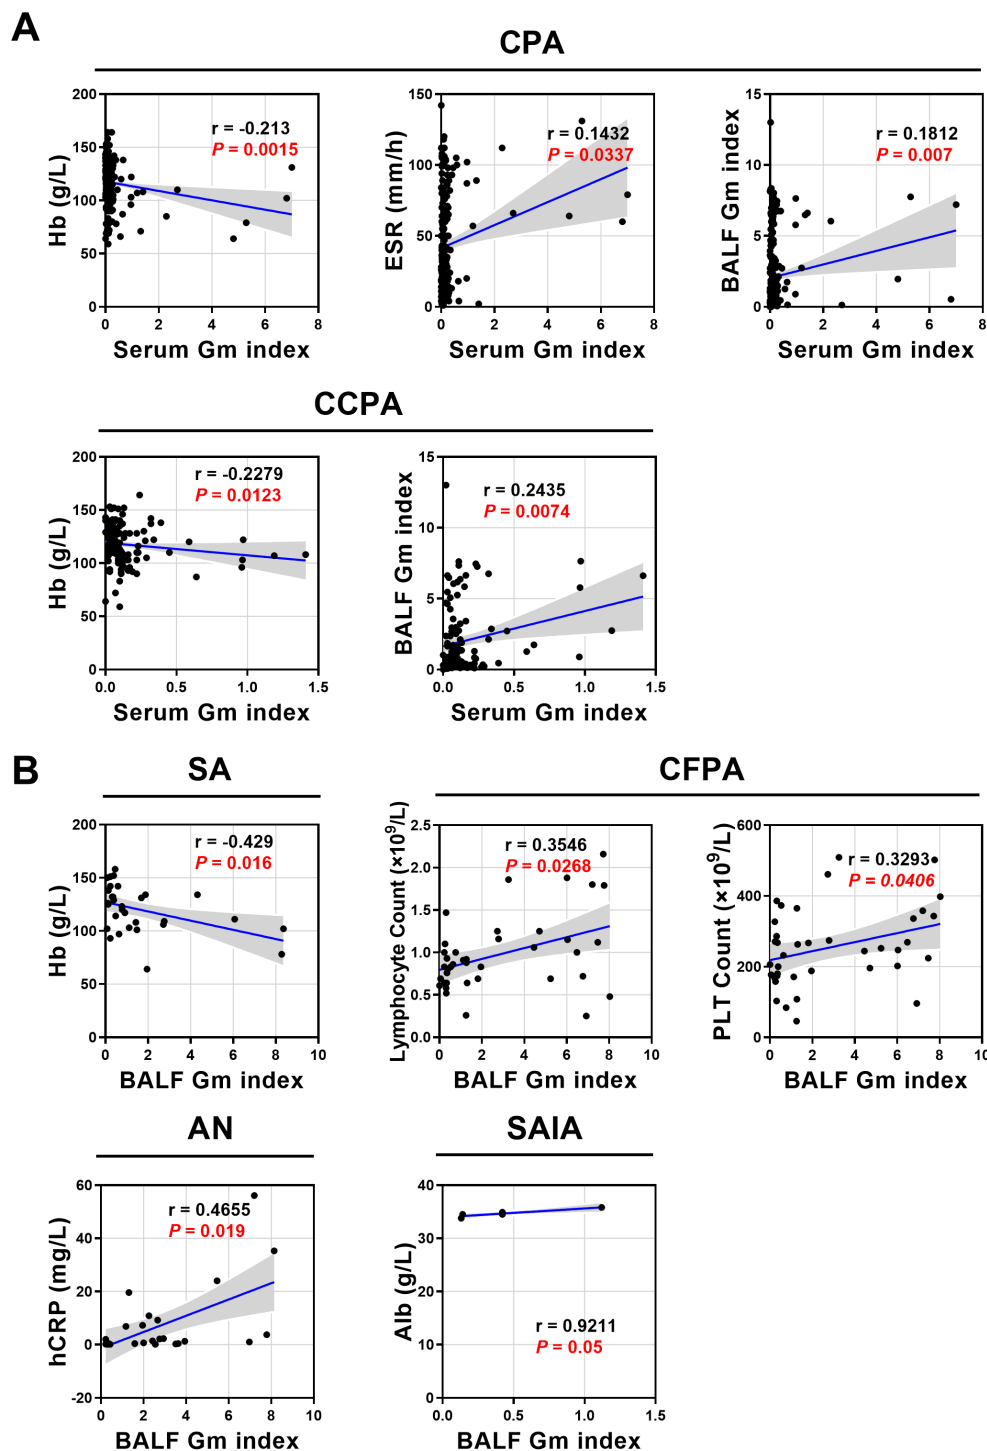 A
CPA
200
150
100
50
0
0 2 4 6 8
Hb (g/L)
Serum Gm index
r = -0.213
P = 0.0015
150
100
50
0
0 2 4 6 8
ESR (mm/h)
Serum Gm index
r = 0.1432
P = 0.0337
15
10
5
0
0 2 4 6 8
BALF Gm index
Serum Gm index
r = 0.1812
P = 0.007
CCPA
200
150
100
50
0
0.0 0.5 1.0 1.5
Hb (g/L)
Serum Gm index
r = -0.2279
P = 0.0123
15
10
5
0
0.0 0.5 1.0 1.5
BALF Gm index
Serum Gm index
r = 0.2435
P = 0.0074
B
SA
200
150
100
50
0
0 2 4 6 8 10
Hb (g/L)
BALF Gm index
r = -0.429
P = 0.016
CFPA
2.5
2.0
1.5
1.0
0.5
0.0
0 2 4 6 8 10
Lymphocyte Count (×10⁹/L)
BALF Gm index
r = 0.3546
P = 0.0268
600
400
200
0
0 2 4 6 8 10
PLT Count (×10⁹/L)
BALF Gm index
r = 0.3293
P = 0.0406
AN
60
40
20
0
-20
0 2 4 6 8 10
hCRP (mg/L)
BALF Gm index
r = 0.4655
P = 0.019
SAIA
40
30
20
10
0
0.0 0.5 1.0 1.5
Alb (g/L)
BALF Gm index
r = 0.9211
P = 0.05